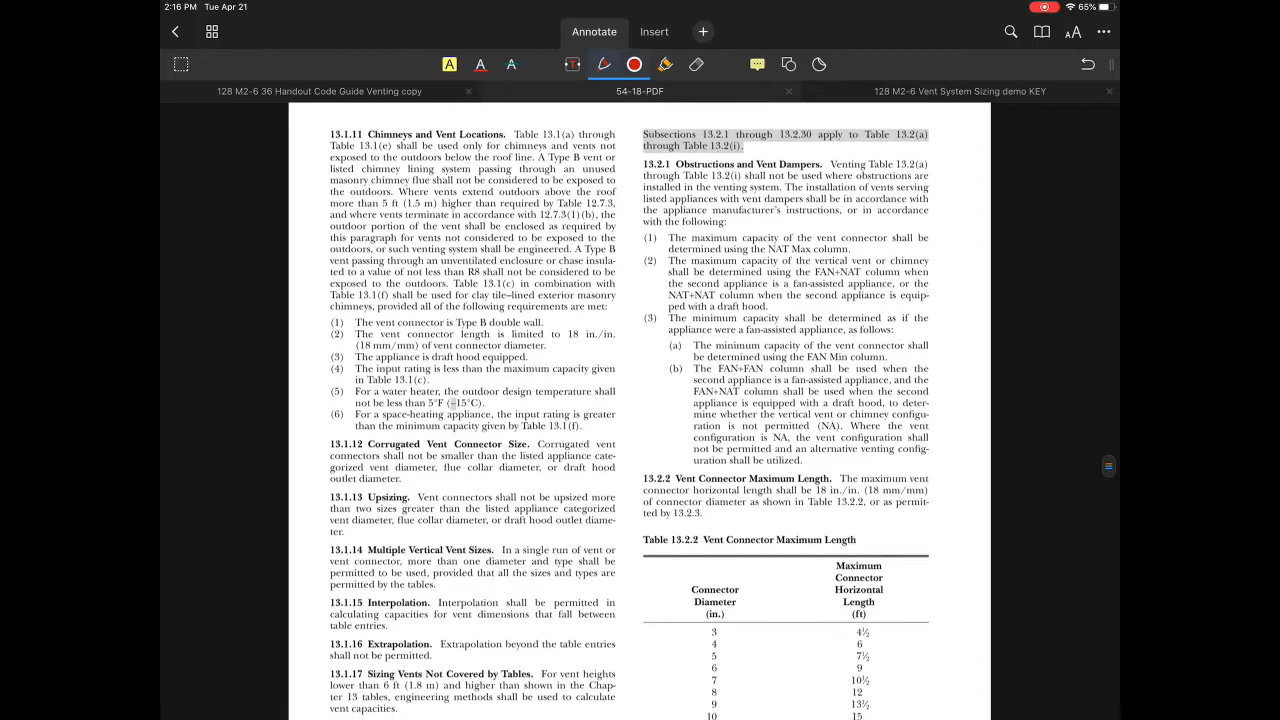 2:16 PM Tue Apr 21
65%
Annotate
Insert
AA
A
A
A
T
128 M2-6 36 Handout Code Guide Venting copy
54-18-PDF
128 M2-6 Vent System Sizing demo KEY
13.1.11 Chimneys and Vent Locations. Table 13.1(a) through
Table 13.1(e) shall be used only for chimneys and vents not
exposed to the outdoors below the roof line. A Type B vent or
listed chimney lining system passing through an unused
masonry chimney flue shall not be considered to be exposed to
the outdoors. Where vents extend outdoors above the roof
more than 5 ft (1.5 m) higher than required by Table 12.7.3,
and where vents terminate in accordance with 12.7.3(1)(b), the
outdoor portion of the vent shall be enclosed as required by
this paragraph for vents not considered to be exposed to the
outdoors, or such venting system shall be engineered. A Type B
vent passing through an unventilated enclosure or chase insula-
ted to a value of not less than R8 shall not be considered to be
exposed to the outdoors. Table 13.1(c) in combination with
Table 13.1(f) shall be used for clay tile–lined exterior masonry
chimneys, provided all of the following requirements are met:
(1) The vent connector is Type B double wall.
(2) The vent connector length is limited to 18 in./in.
(18 mm/mm) of vent connector diameter.
(3) The appliance is draft hood equipped.
(4) The input rating is less than the maximum capacity given
in Table 13.1(c).
(5) For a water heater, the outdoor design temperature shall
not be less than 5°F (−15°C).
(6) For a space-heating appliance, the input rating is greater
than the minimum capacity given by Table 13.1(f).
13.1.12 Corrugated Vent Connector Size. Corrugated vent
connectors shall not be smaller than the listed appliance cate-
gorized vent diameter, flue collar diameter, or draft hood
outlet diameter.
13.1.13 Upsizing. Vent connectors shall not be upsized more
than two sizes greater than the listed appliance categorized
vent diameter, flue collar diameter, or draft hood outlet diame-
ter.
13.1.14 Multiple Vertical Vent Sizes. In a single run of vent or
vent connector, more than one diameter and type shall be
permitted to be used, provided that all the sizes and types are
permitted by the tables.
13.1.15 Interpolation. Interpolation shall be permitted in
calculating capacities for vent dimensions that fall between
table entries.
13.1.16 Extrapolation. Extrapolation beyond the table entries
shall not be permitted.
13.1.17 Sizing Vents Not Covered by Tables. For vent heights
lower than 6 ft (1.8 m) and higher than shown in the Chap-
ter 13 tables, engineering methods shall be used to calculate
vent capacities.
Subsections 13.2.1 through 13.2.30 apply to Table 13.2(a)
through Table 13.2(i).
13.2.1 Obstructions and Vent Dampers. Venting Table 13.2(a)
through Table 13.2(i) shall not be used where obstructions are
installed in the venting system. The installation of vents serving
listed appliances with vent dampers shall be in accordance with
the appliance manufacturer's instructions, or in accordance
with the following:
(1) The maximum capacity of the vent connector shall be
determined using the NAT Max column.
(2) The maximum capacity of the vertical vent or chimney
shall be determined using the FAN+NAT column when
the second appliance is a fan-assisted appliance, or the
NAT+NAT column when the second appliance is equip-
ped with a draft hood.
(3) The minimum capacity shall be determined as if the
appliance were a fan-assisted appliance, as follows:
(a) The minimum capacity of the vent connector shall
be determined using the FAN Min column.
(b) The FAN+FAN column shall be used when the
second appliance is a fan-assisted appliance, and the
FAN+NAT column shall be used when the second
appliance is equipped with a draft hood, to deter-
mine whether the vertical vent or chimney configu-
ration is not permitted (NA). Where the vent
configuration is NA, the vent configuration shall
not be permitted and an alternative venting config-
uration shall be utilized.
13.2.2 Vent Connector Maximum Length. The maximum vent
connector horizontal length shall be 18 in./in. (18 mm/mm)
of connector diameter as shown in Table 13.2.2, or as permit-
ted by 13.2.3.
Table 13.2.2 Vent Connector Maximum Length
Connector
Diameter
(in.)
Maximum
Connector
Horizontal
Length
(ft)
3 4½
4 6
5 7½
6 9
7 10½
8 12
9 13½
10 15